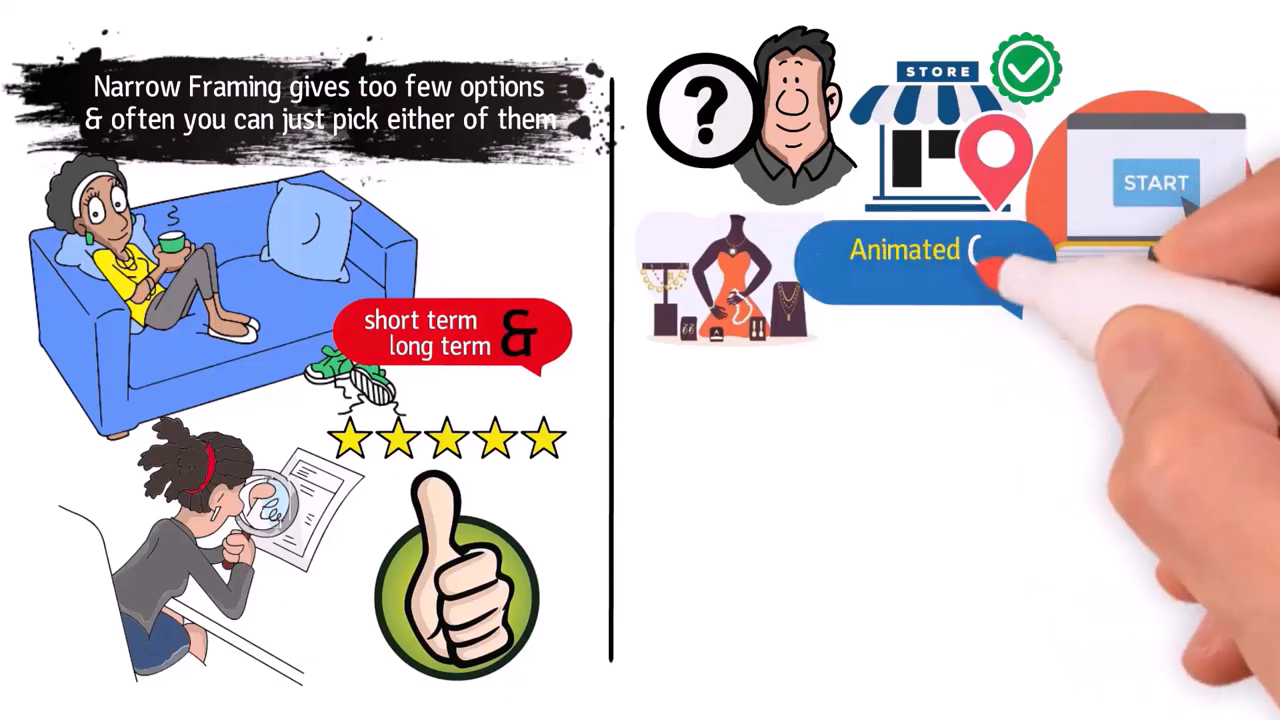 Narrow Framing gives too few options
& often you can just pick either of them
short term
long term
&
?
STORE
START
Animated